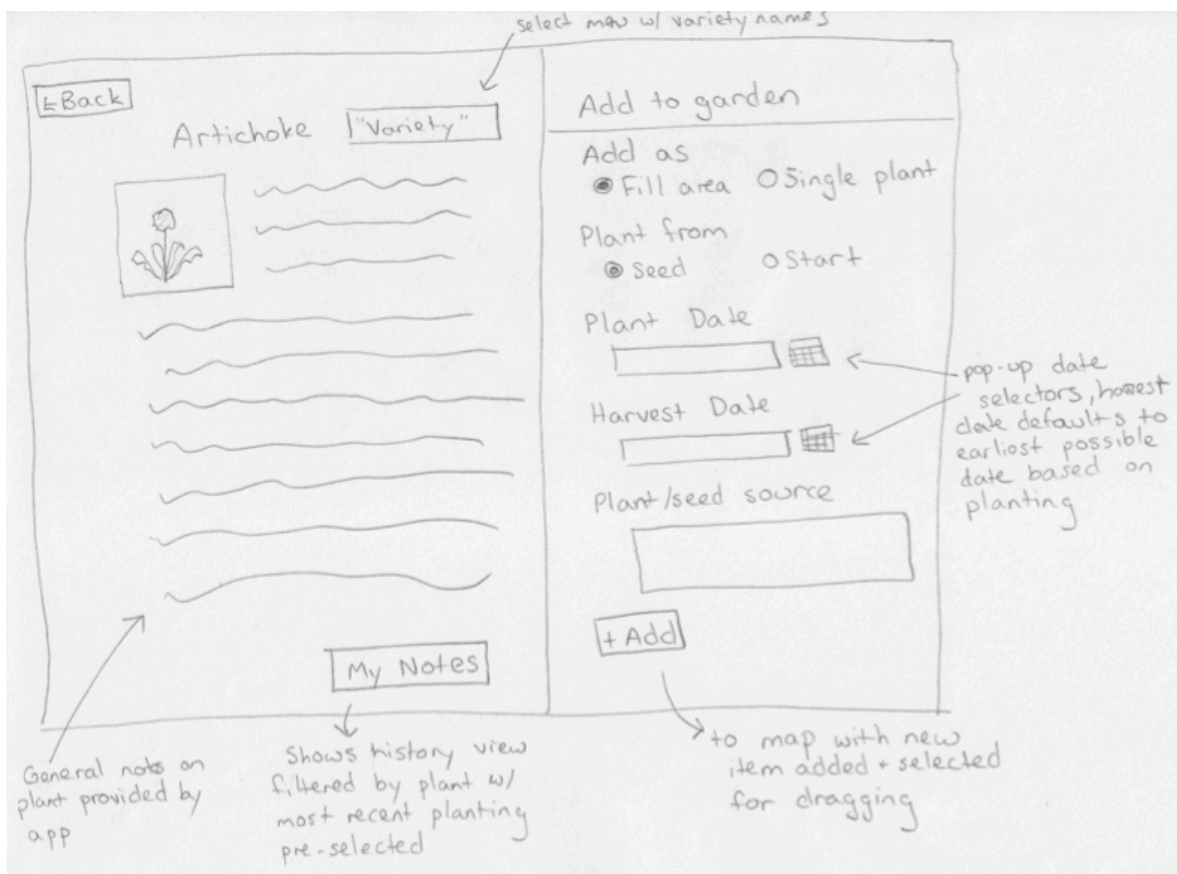 select menu w/ variety names
←Back
Artichoke "Variety"
My Notes
General notes on
plant provided by
app
Shows history view
filtered by plant w/
most recent planting
pre-selected
Add to garden
Add as
Fill area Single plant
Plant from
Seed Start
Plant Date
Harvest Date
Plant/seed source
+ Add
pop-up date
selectors, harvest
date defaults to
earliest possible
date based on
planting
to map with new
item added + selected
for dragging